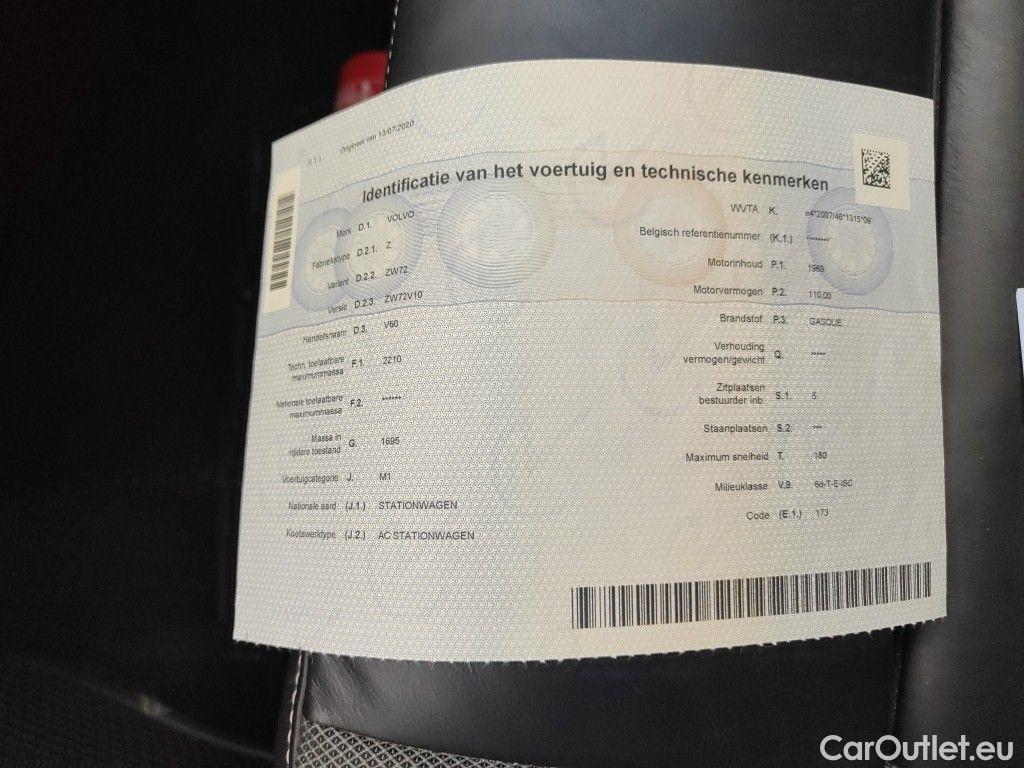 Origineel van 13/07/2020
Identificatie van het voertuig en technische kenmerken
Merk D.1. VOLVO
Fabriekstype D.2.1. Z
Variant D.2.2. ZW72
Versie D.2.3. ZW72V10
Handelsnaam D.3. V60
Techn. toelaatbare
maximummassa F.1. 2210
Nationale toelaatbare
maximummassa F.2. ******
Massa in
rijklare toestand G. 1695
Voertuigcategorie J. M1
Nationale aard (J.1.) STATIONWAGEN
Koetswerktype (J.2.) AC STATIONWAGEN
WVTA K. e4*2007/46*1315*09
Belgisch referentienummer (K.1.) ********
Motorinhoud P.1. 1969
Motorvermogen P.2. 110.00
Brandstof P.3. GASOLIE
Verhouding
vermogen/gewicht Q. *****
Zitplaatsen
bestuurder inb. S.1. 5
Staanplaatsen S.2. ***
Maximum snelheid T. 180
Milieuklasse V.9. 6d-T-E-ISC
Code (E.1.) 173
CarOutlet.eu